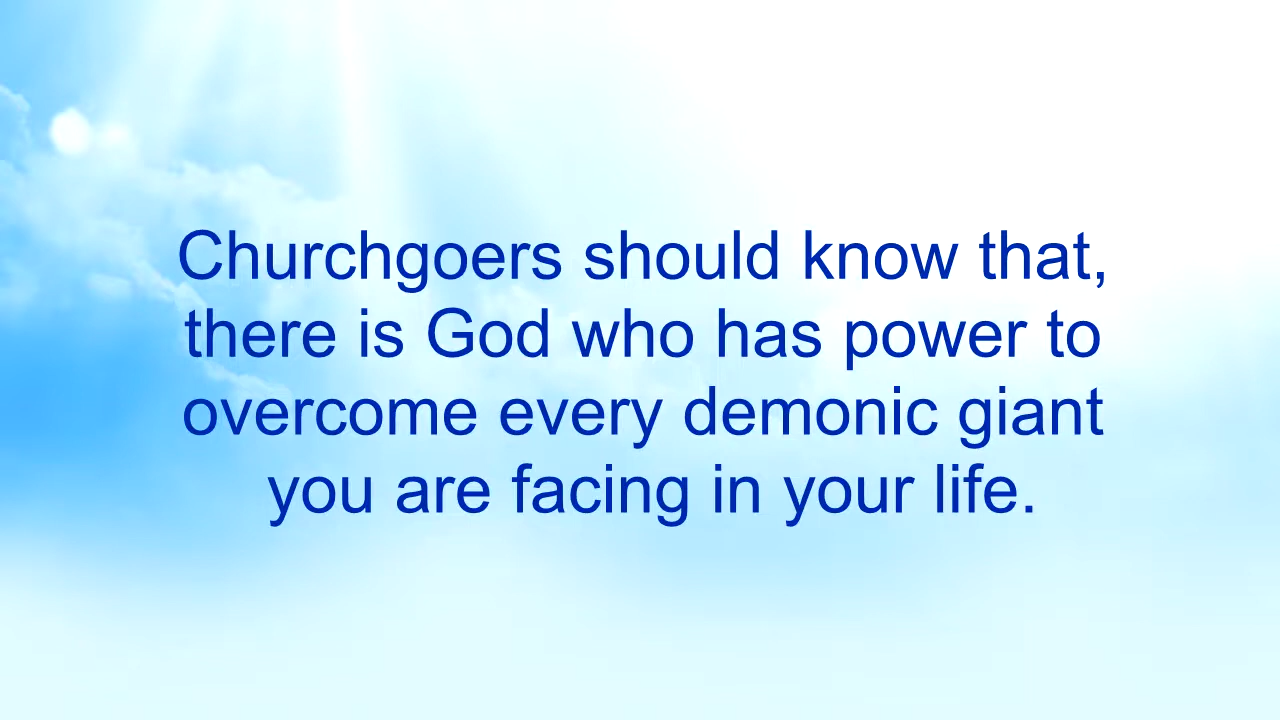 Churchgoers should know that,
there is God who has power to
overcome every demonic giant
you are facing in your life.